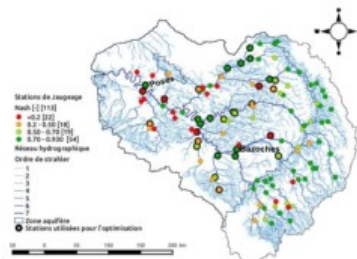 Poses
Bazoches
Stations de Jaugeage
Nash [-] [113]
<0.2 [22]
0.2 - 0.50 [18]
0.50 - 0.70 [19]
0.70 - 0.930 [54]
Réseau hydrographique
Ordre de strahler
1
2
3
4
5
6
7
Zone aquifère
Stations utilisées pour l'optimisation
50 0 50 100 150 200 km